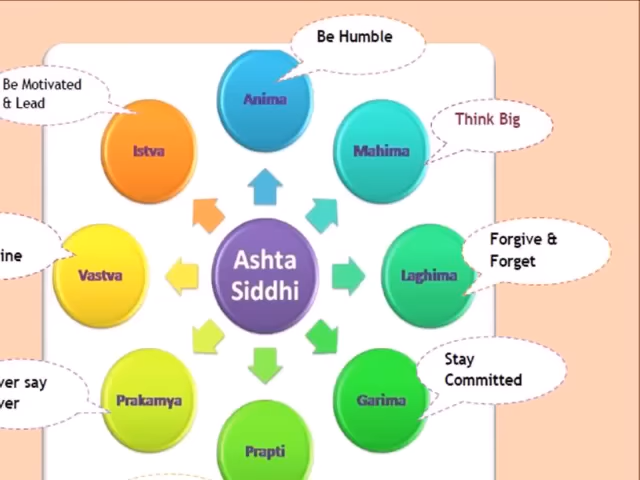 Be Humble
Be Motivated
& Lead
Anima
Think Big
Istva
Mahima
Forgive &
Forget
ine
Vastva
Ashta
Siddhi
Laghima
Stay
Committed
ver say
ver
Prakamya
Garima
Prapti